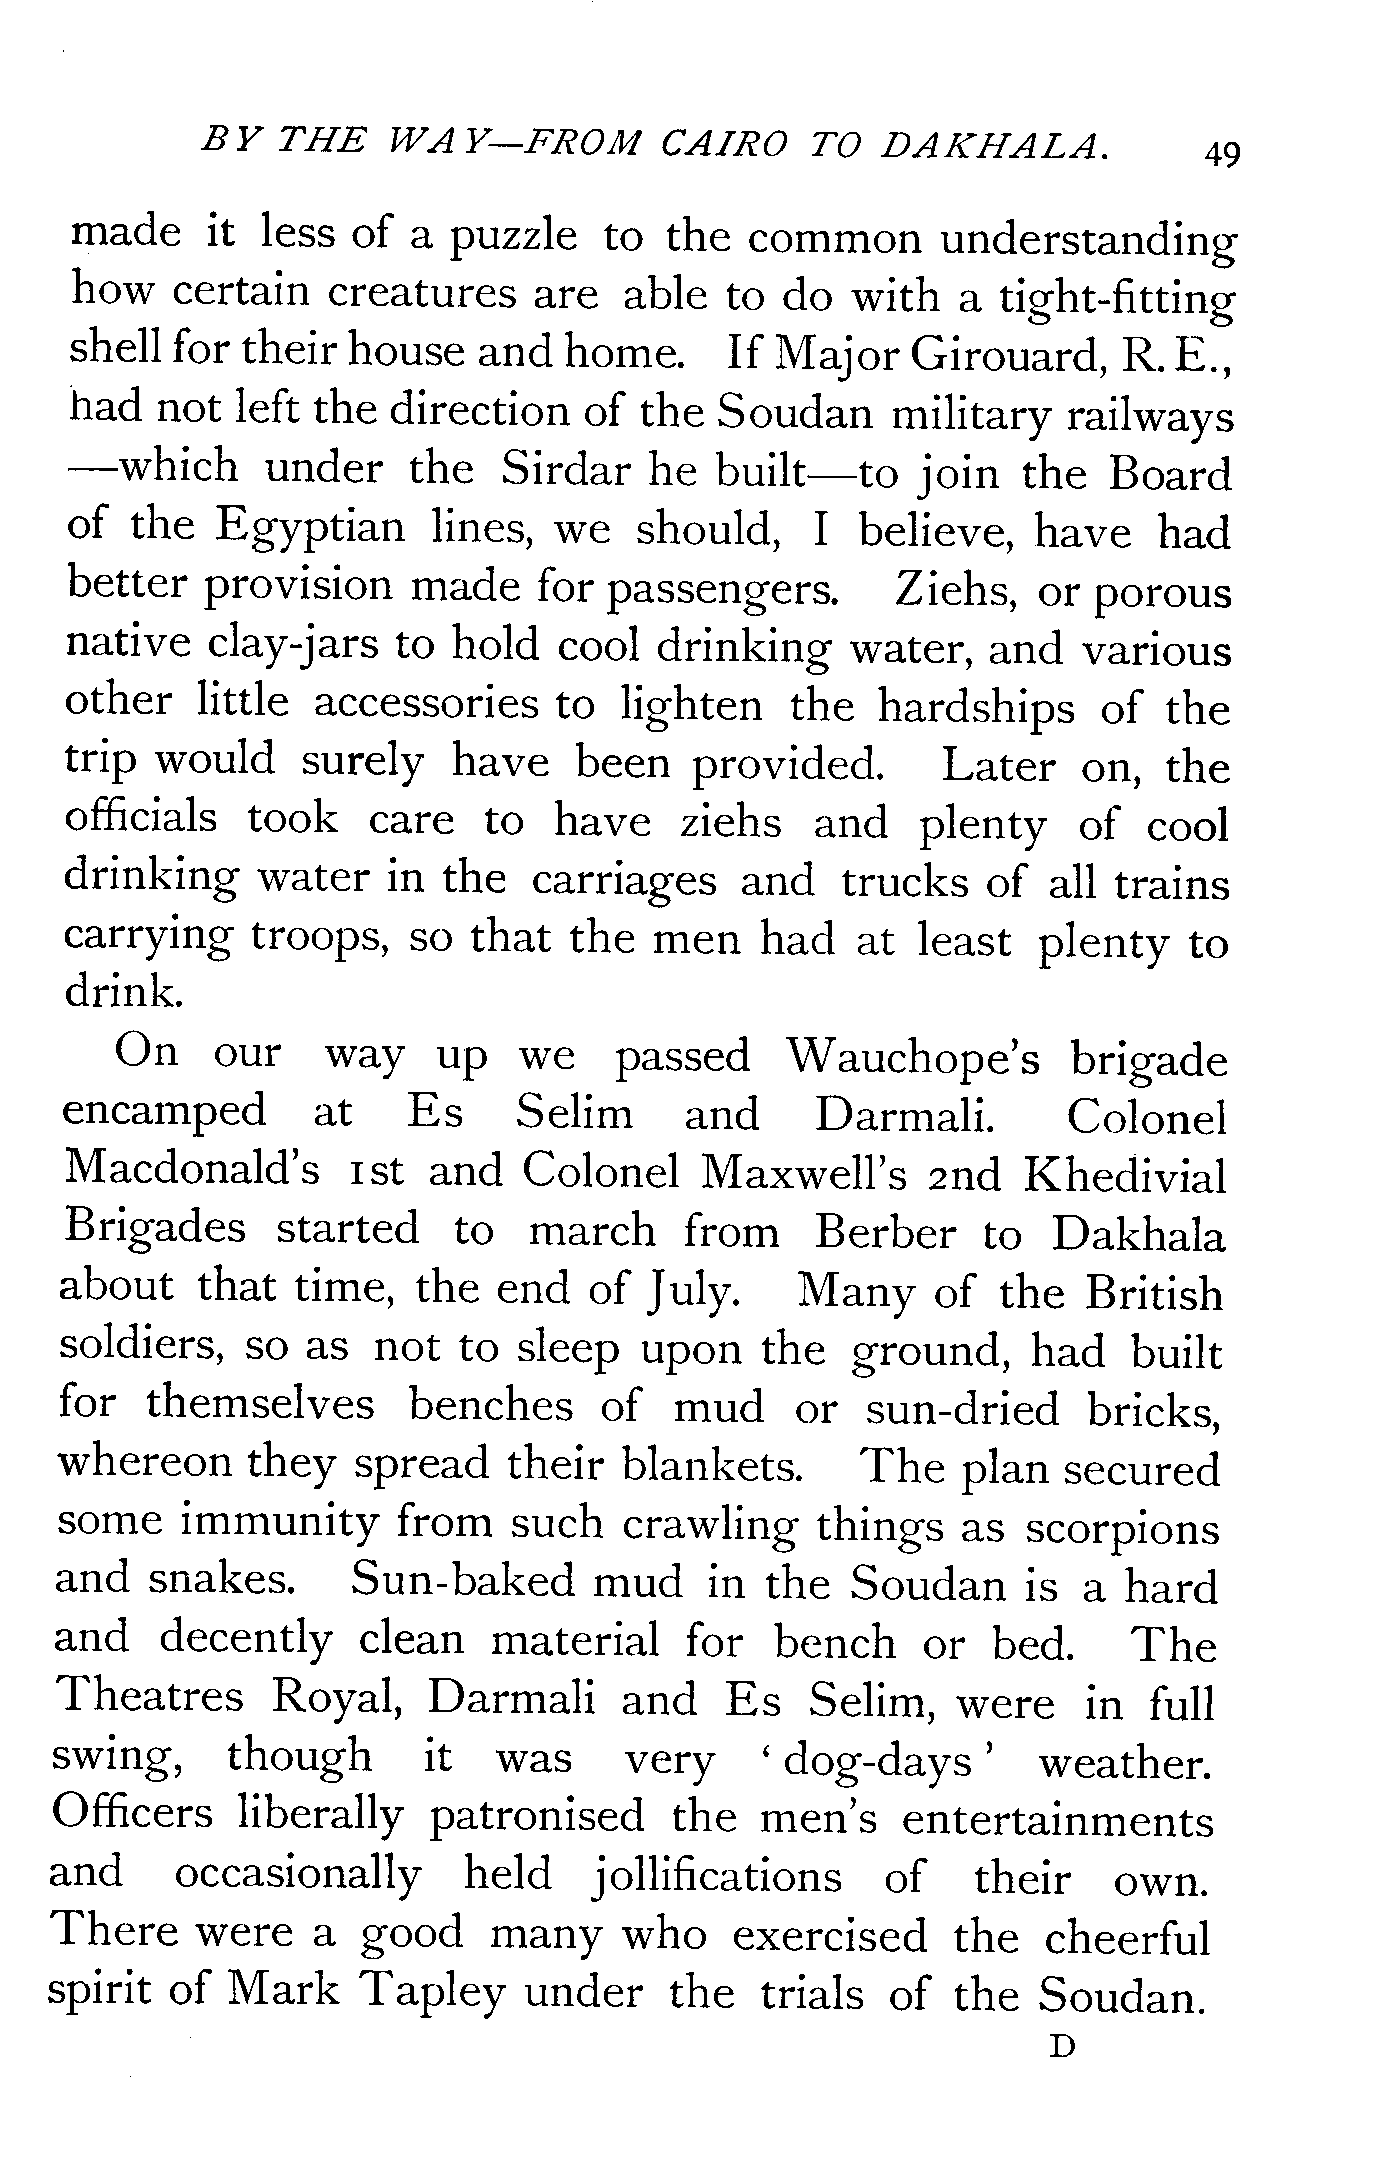 BY THE WAY—FROM CAIRO TO DAKHALA. 49
made it less of a puzzle to the common understanding
how certain creatures are able to do with a tight-fitting
shell for their house and home. If Major Girouard, R. E.,
had not left the direction of the Soudan military railways
—which under the Sirdar he built—to join the Board
of the Egyptian lines, we should, I believe, have had
better provision made for passengers. Ziehs, or porous
native clay-jars to hold cool drinking water, and various
other little accessories to lighten the hardships of the
trip would surely have been provided. Later on, the
officials took care to have ziehs and plenty of cool
drinking water in the carriages and trucks of all trains
carrying troops, so that the men had at least plenty to
drink.
On our way up we passed Wauchope's brigade
encamped at Es Selim and Darmali. Colonel
Macdonald's 1st and Colonel Maxwell's 2nd Khedivial
Brigades started to march from Berber to Dakhala
about that time, the end of July. Many of the British
soldiers, so as not to sleep upon the ground, had built
for themselves benches of mud or sun-dried bricks,
whereon they spread their blankets. The plan secured
some immunity from such crawling things as scorpions
and snakes. Sun-baked mud in the Soudan is a hard
and decently clean material for bench or bed. The
Theatres Royal, Darmali and Es Selim, were in full
swing, though it was very ‘ dog-days ’ weather.
Officers liberally patronised the men's entertainments
and occasionally held jollifications of their own.
There were a good many who exercised the cheerful
spirit of Mark Tapley under the trials of the Soudan.
D